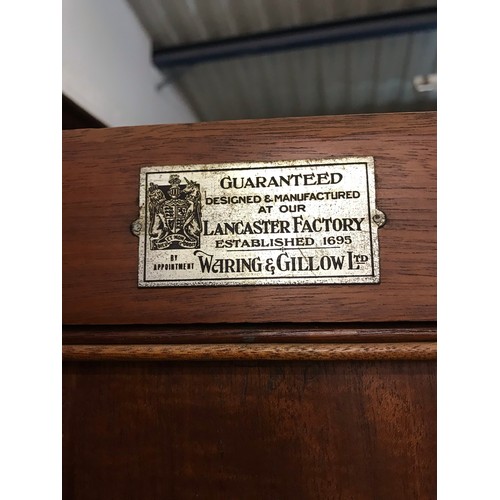 GUARANTEED
DESIGNED & MANUFACTURED
AT OUR
LANCASTER FACTORY
ESTABLISHED 1695
BY
APPOINTMENT
WARING & GILLOW LTD